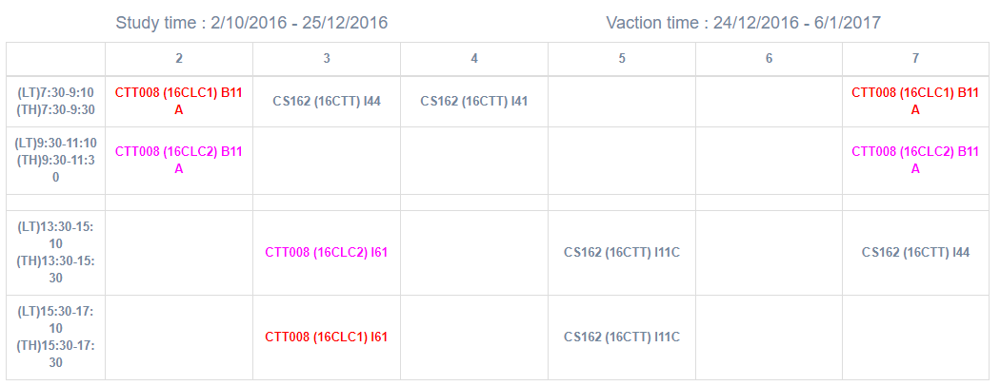 Study time : 2/10/2016 - 25/12/2016 Vaction time : 24/12/2016 - 6/1/2017
2 3 4 5 6 7
(LT)7:30-9:10
(TH)7:30-9:30
CTT008 (16CLC1) B11
A
CS162 (16CTT) I44
CS162 (16CTT) I41
CTT008 (16CLC1) B11
A
(LT)9:30-11:10
(TH)9:30-11:3
0
CTT008 (16CLC2) B11
A
CTT008 (16CLC2) B11
A
(LT)13:30-15:
10
(TH)13:30-15:
30
CTT008 (16CLC2) I61
CS162 (16CTT) I11C
CS162 (16CTT) I44
(LT)15:30-17:
10
(TH)15:30-17:
30
CTT008 (16CLC1) I61
CS162 (16CTT) I11C